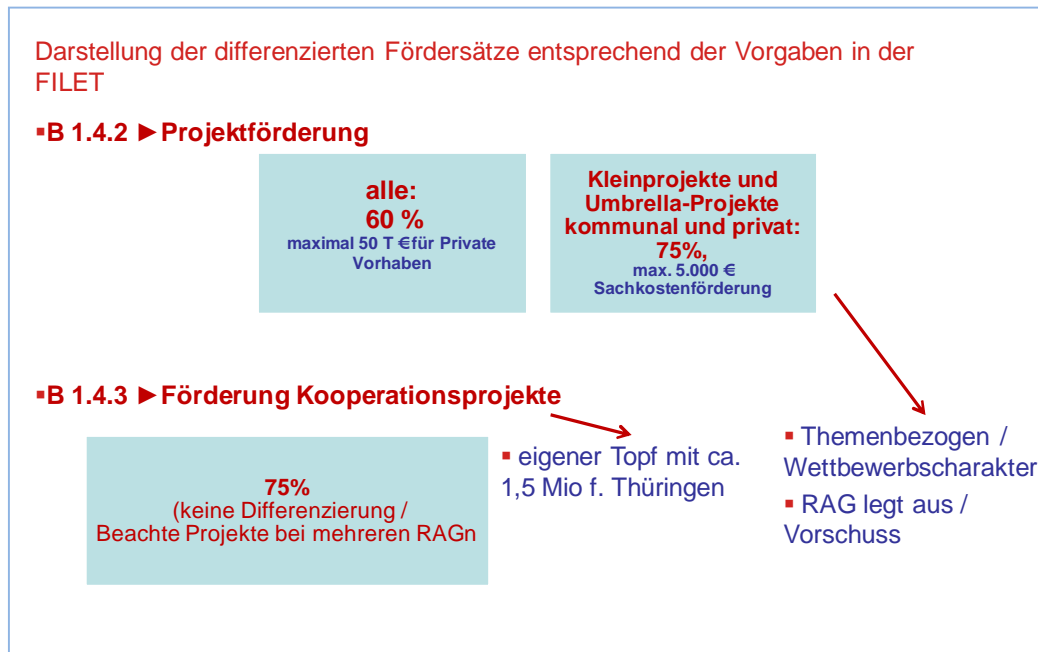 Darstellung der differenzierten Fördersätze entsprechend der Vorgaben in der
FILET
▪B 1.4.2 ►Projektförderung
alle:
60 %
maximal 50 T €für Private
Vorhaben
Kleinprojekte und
Umbrella-Projekte
kommunal und privat:
75%,
max. 5.000 €
Sachkostenförderung
▪B 1.4.3 ►Förderung Kooperationsprojekte
75%
(keine Differenzierung /
Beachte Projekte bei mehreren RAGn
▪ eigener Topf mit ca.
1,5 Mio f. Thüringen
▪ Themenbezogen /
Wettbewerbscharakter
▪ RAG legt aus /
Vorschuss